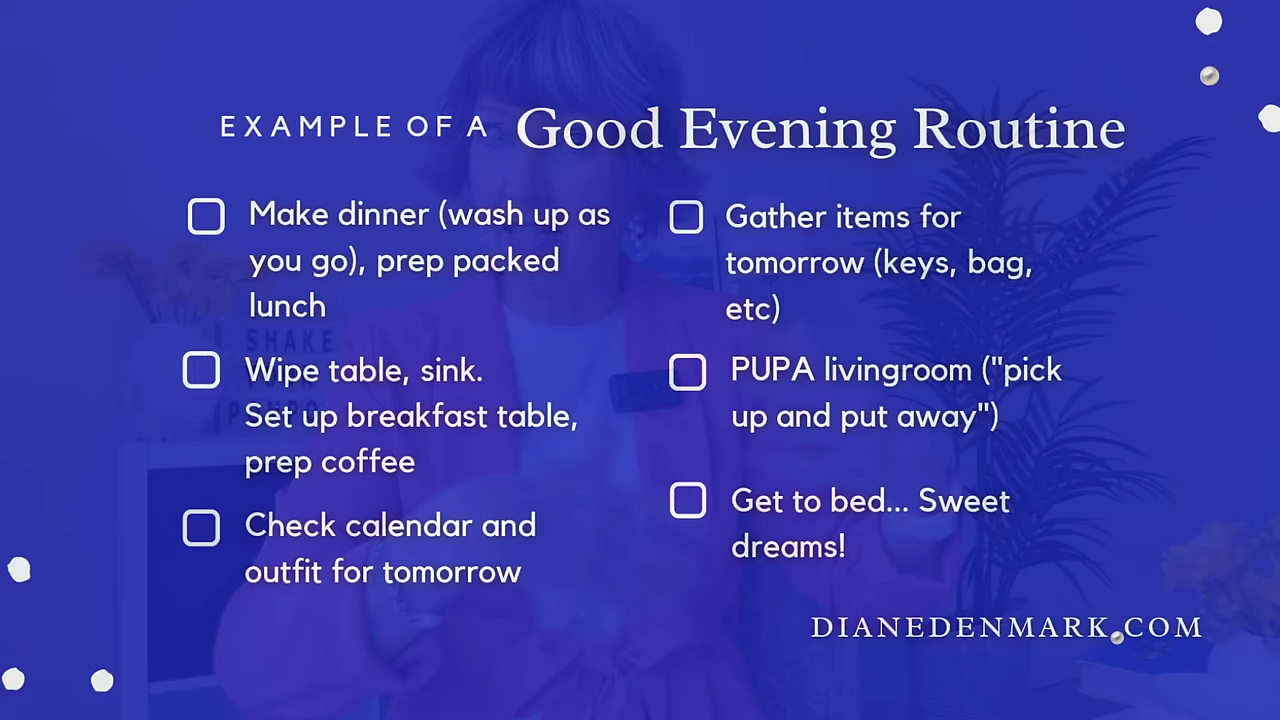 EXAMPLE OF A Good Evening Routine
Make dinner (wash up as
you go), prep packed
lunch
Wipe table, sink.
Set up breakfast table,
prep coffee
Check calendar and
outfit for tomorrow
Gather items for
tomorrow (keys, bag,
etc)
PUPA livingroom ("pick
up and put away")
Get to bed... Sweet
dreams!
DIANEDENMARK.COM
SHAKE